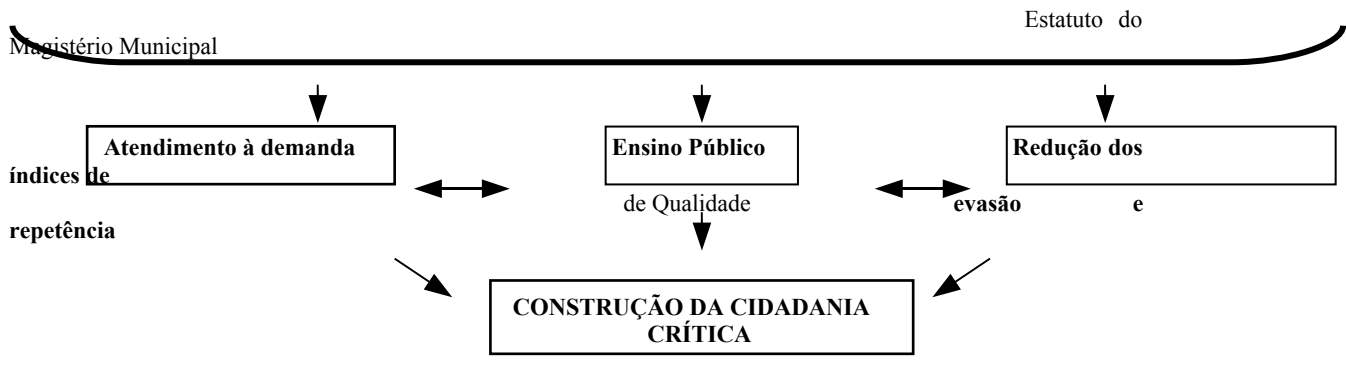 Estatuto do
Magistério Municipal
Atendimento à demanda
Ensino Público
Redução dos
índices de
de Qualidade
evasão e
repetência
CONSTRUÇÃO DA CIDADANIA
CRÍTICA